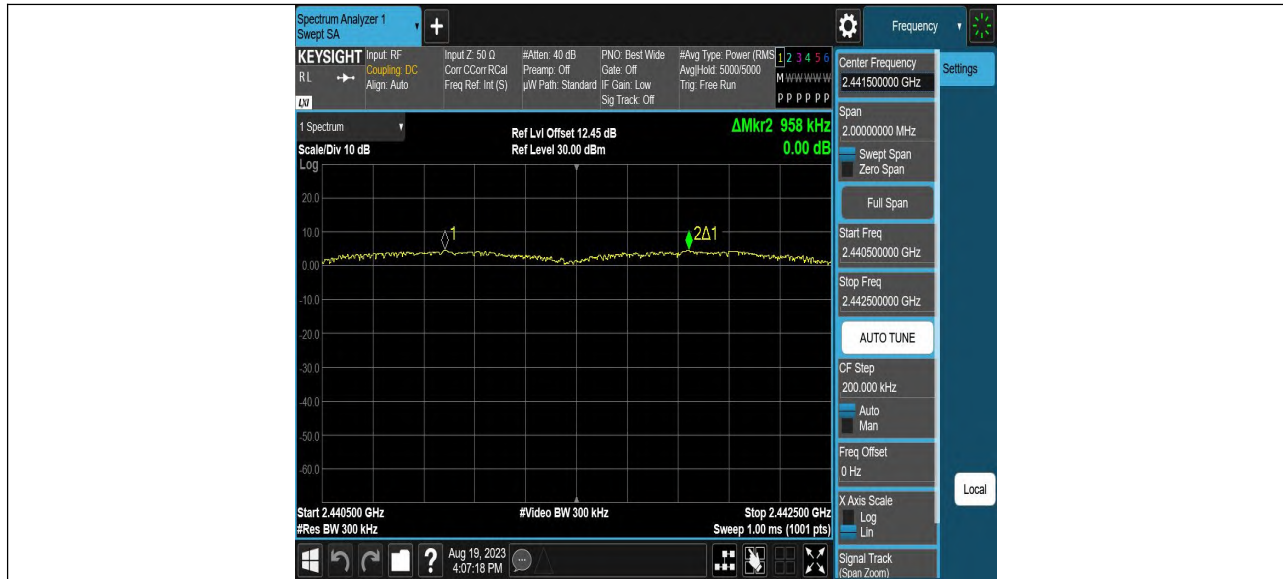 Spectrum Analyzer 1
Swept SA
+
Frequency
KEYSIGHT
R L
LXI
Input: RF
Coupling: DC
Align: Auto
Input Z: 50 Ω
Corr CCorr RCal
Freq Ref: Int (S)
#Atten: 40 dB
Preamp: Off
µW Path: Standard
PNO: Best Wide
Gate: Off
IF Gain: Low
Sig Track: Off
#Avg Type: Power (RMS
Avg|Hold: 5000/5000
Trig: Free Run
1 2 3 4 5 6
M W W W W W
P P P P P P
1 Spectrum
Scale/Div 10 dB
Ref Lvl Offset 12.45 dB
Ref Level 30.00 dBm
ΔMkr2 958 kHz
0.00 dB
Log
20.0
10.0
0.00
-10.0
-20.0
-30.0
-40.0
-50.0
-60.0
1
2Δ1
Start 2.440500 GHz
#Res BW 300 kHz
#Video BW 300 kHz
Stop 2.442500 GHz
Sweep 1.00 ms (1001 pts)
?
Aug 19, 2023
4:07:18 PM
Center Frequency
2.441500000 GHz
Settings
Span
2.00000000 MHz
Swept Span
Zero Span
Full Span
Start Freq
2.440500000 GHz
Stop Freq
2.442500000 GHz
AUTO TUNE
CF Step
200.000 kHz
Auto
Man
Freq Offset
0 Hz
X Axis Scale
Log
Lin
Signal Track
(Span Zoom)
Local